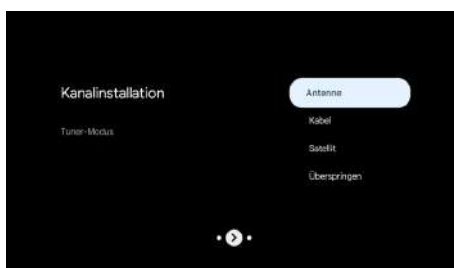 Kanalinstallation
Tuner-Modus
Antenne
Kabel
Satellit
Überspringen